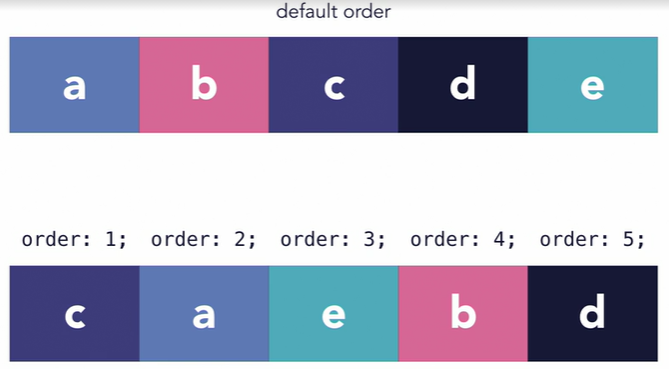 default order
a b c d e
order: 1; order: 2; order: 3; order: 4; order: 5;
c a e b d